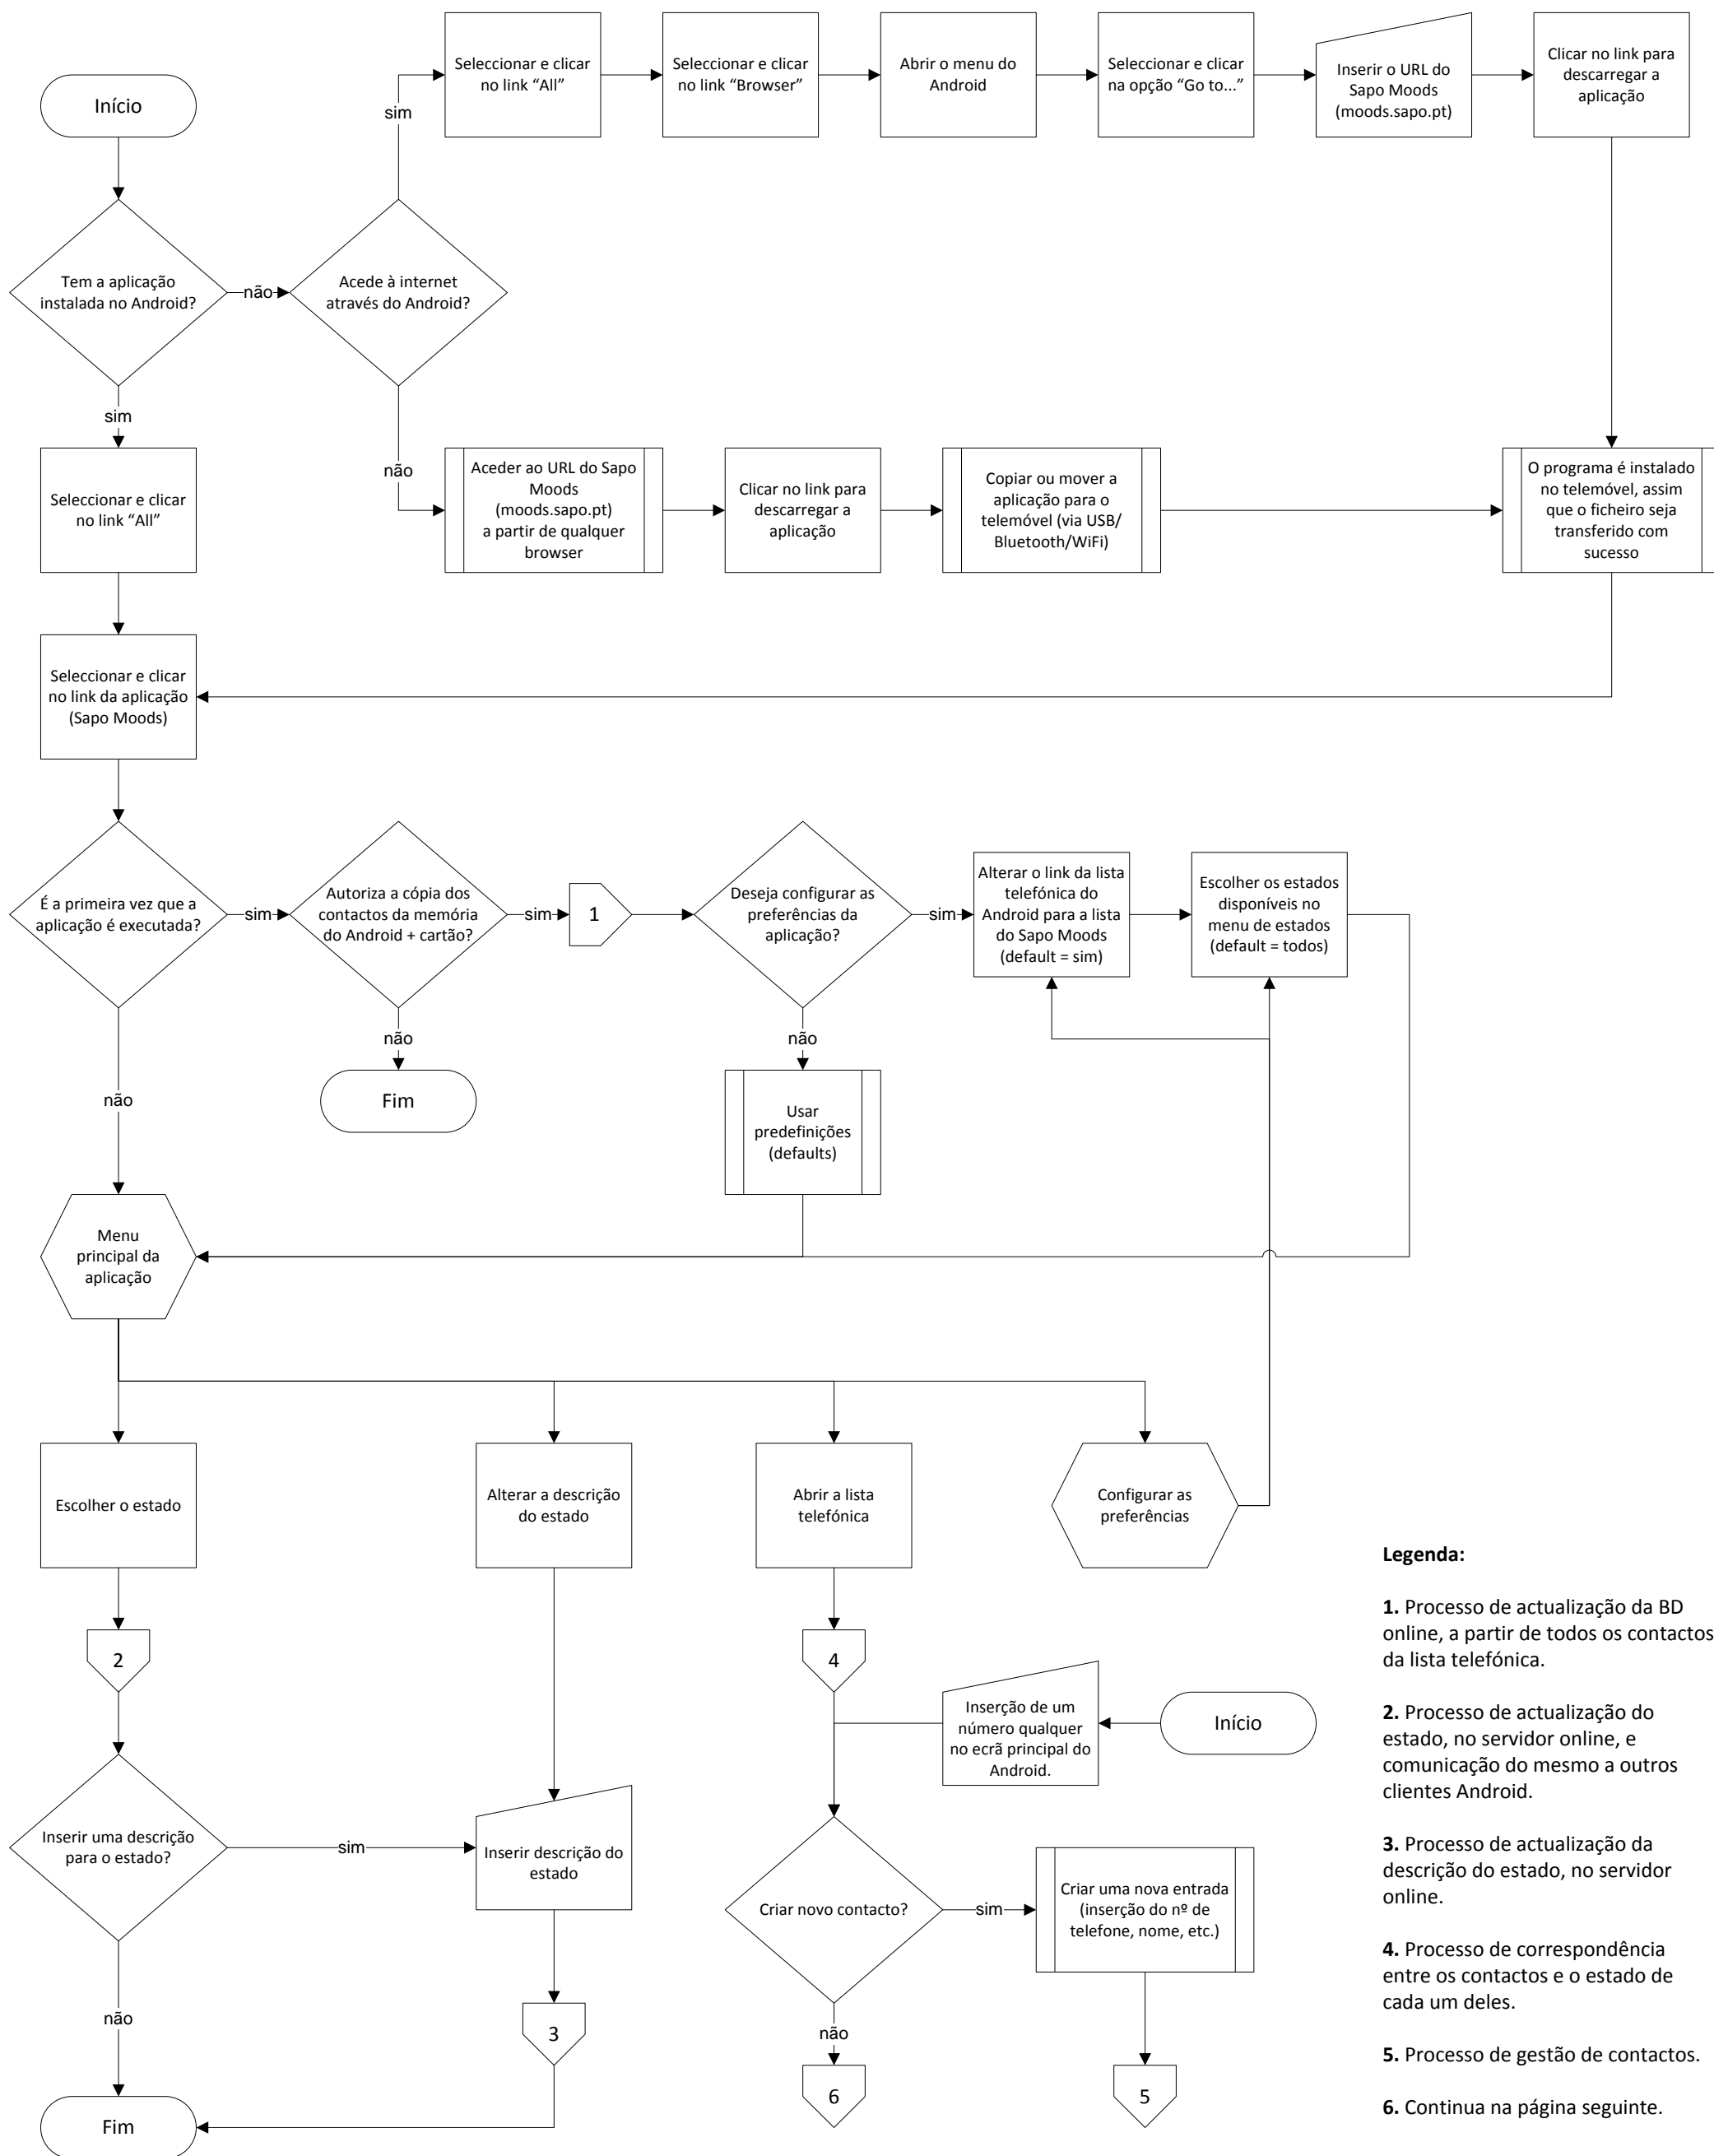 Início
Seleccionar e clicar
no link “All”
Seleccionar e clicar
no link “Browser”
Abrir o menu do
Android
Seleccionar e clicar
na opção “Go to...”
Inserir o URL do
Sapo Moods
(moods.sapo.pt)
Clicar no link para
descarregar a
aplicação
sim
Tem a aplicação
instalada no Android?
não
Acede à internet
através do Android?
sim
não
Seleccionar e clicar
no link “All”
Aceder ao URL do Sapo
Moods
(moods.sapo.pt)
a partir de qualquer
browser
Clicar no link para
descarregar a
aplicação
Copiar ou mover a
aplicação para o
telemóvel (via USB/
Bluetooth/WiFi)
O programa é instalado
no telemóvel, assim
que o ficheiro seja
transferido com
sucesso
Seleccionar e clicar
no link da aplicação
(Sapo Moods)
É a primeira vez que a
aplicação é executada?
sim
Autoriza a cópia dos
contactos da memória
do Android + cartão?
sim
1
Deseja configurar as
preferências da
aplicação?
sim
Alterar o link da lista
telefónica do
Android para a lista
do Sapo Moods
(default = sim)
Escolher os estados
disponíveis no
menu de estados
(default = todos)
não
não
não
Fim
Usar
predefinições
(defaults)
Menu
principal da
aplicação
Escolher o estado
Alterar a descrição
do estado
Abrir a lista
telefónica
Configurar as
preferências
2
4
Inserção de um
número qualquer
no ecrã principal do
Android.
Início
Inserir uma descrição
para o estado?
sim
Inserir descrição do
estado
Criar novo contacto?
sim
Criar uma nova entrada
(inserção do nº de
telefone, nome, etc.)
não
3
não
6
5
Fim
Legenda:
1. Processo de actualização da BD
online, a partir de todos os contactos
da lista telefónica.
2. Processo de actualização do
estado, no servidor online, e
comunicação do mesmo a outros
clientes Android.
3. Processo de actualização da
descrição do estado, no servidor
online.
4. Processo de correspondência
entre os contactos e o estado de
cada um deles.
5. Processo de gestão de contactos.
6. Continua na página seguinte.